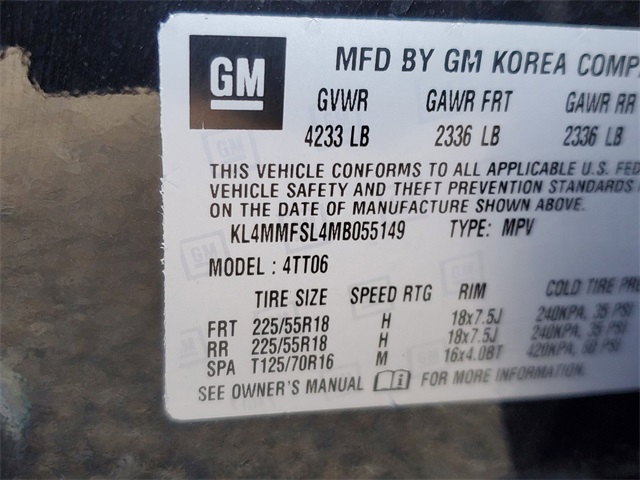 GM
MFD BY GM KOREA COMP
GVWR GAWR FRT GAWR RR
4233 LB 2336 LB 2336 LB
THIS VEHICLE CONFORMS TO ALL APPLICABLE U.S. FED
VEHICLE SAFETY AND THEFT PREVENTION STANDARDS
ON THE DATE OF MANUFACTURE SHOWN ABOVE.
KL4MMFSL4MB055149 TYPE: MPV
MODEL : 4TT06
TIRE SIZE SPEED RTG RIM COLD TIRE PRE
FRT 225/55R18 H 18x7.5J 240KPA, 35 PSI
RR 225/55R18 H 18x7.5J 240KPA, 35 PSI
SPA T125/70R16 M 16x4.0BT 420KPA, 60 PSI
SEE OWNER'S MANUAL FOR MORE INFORMATION